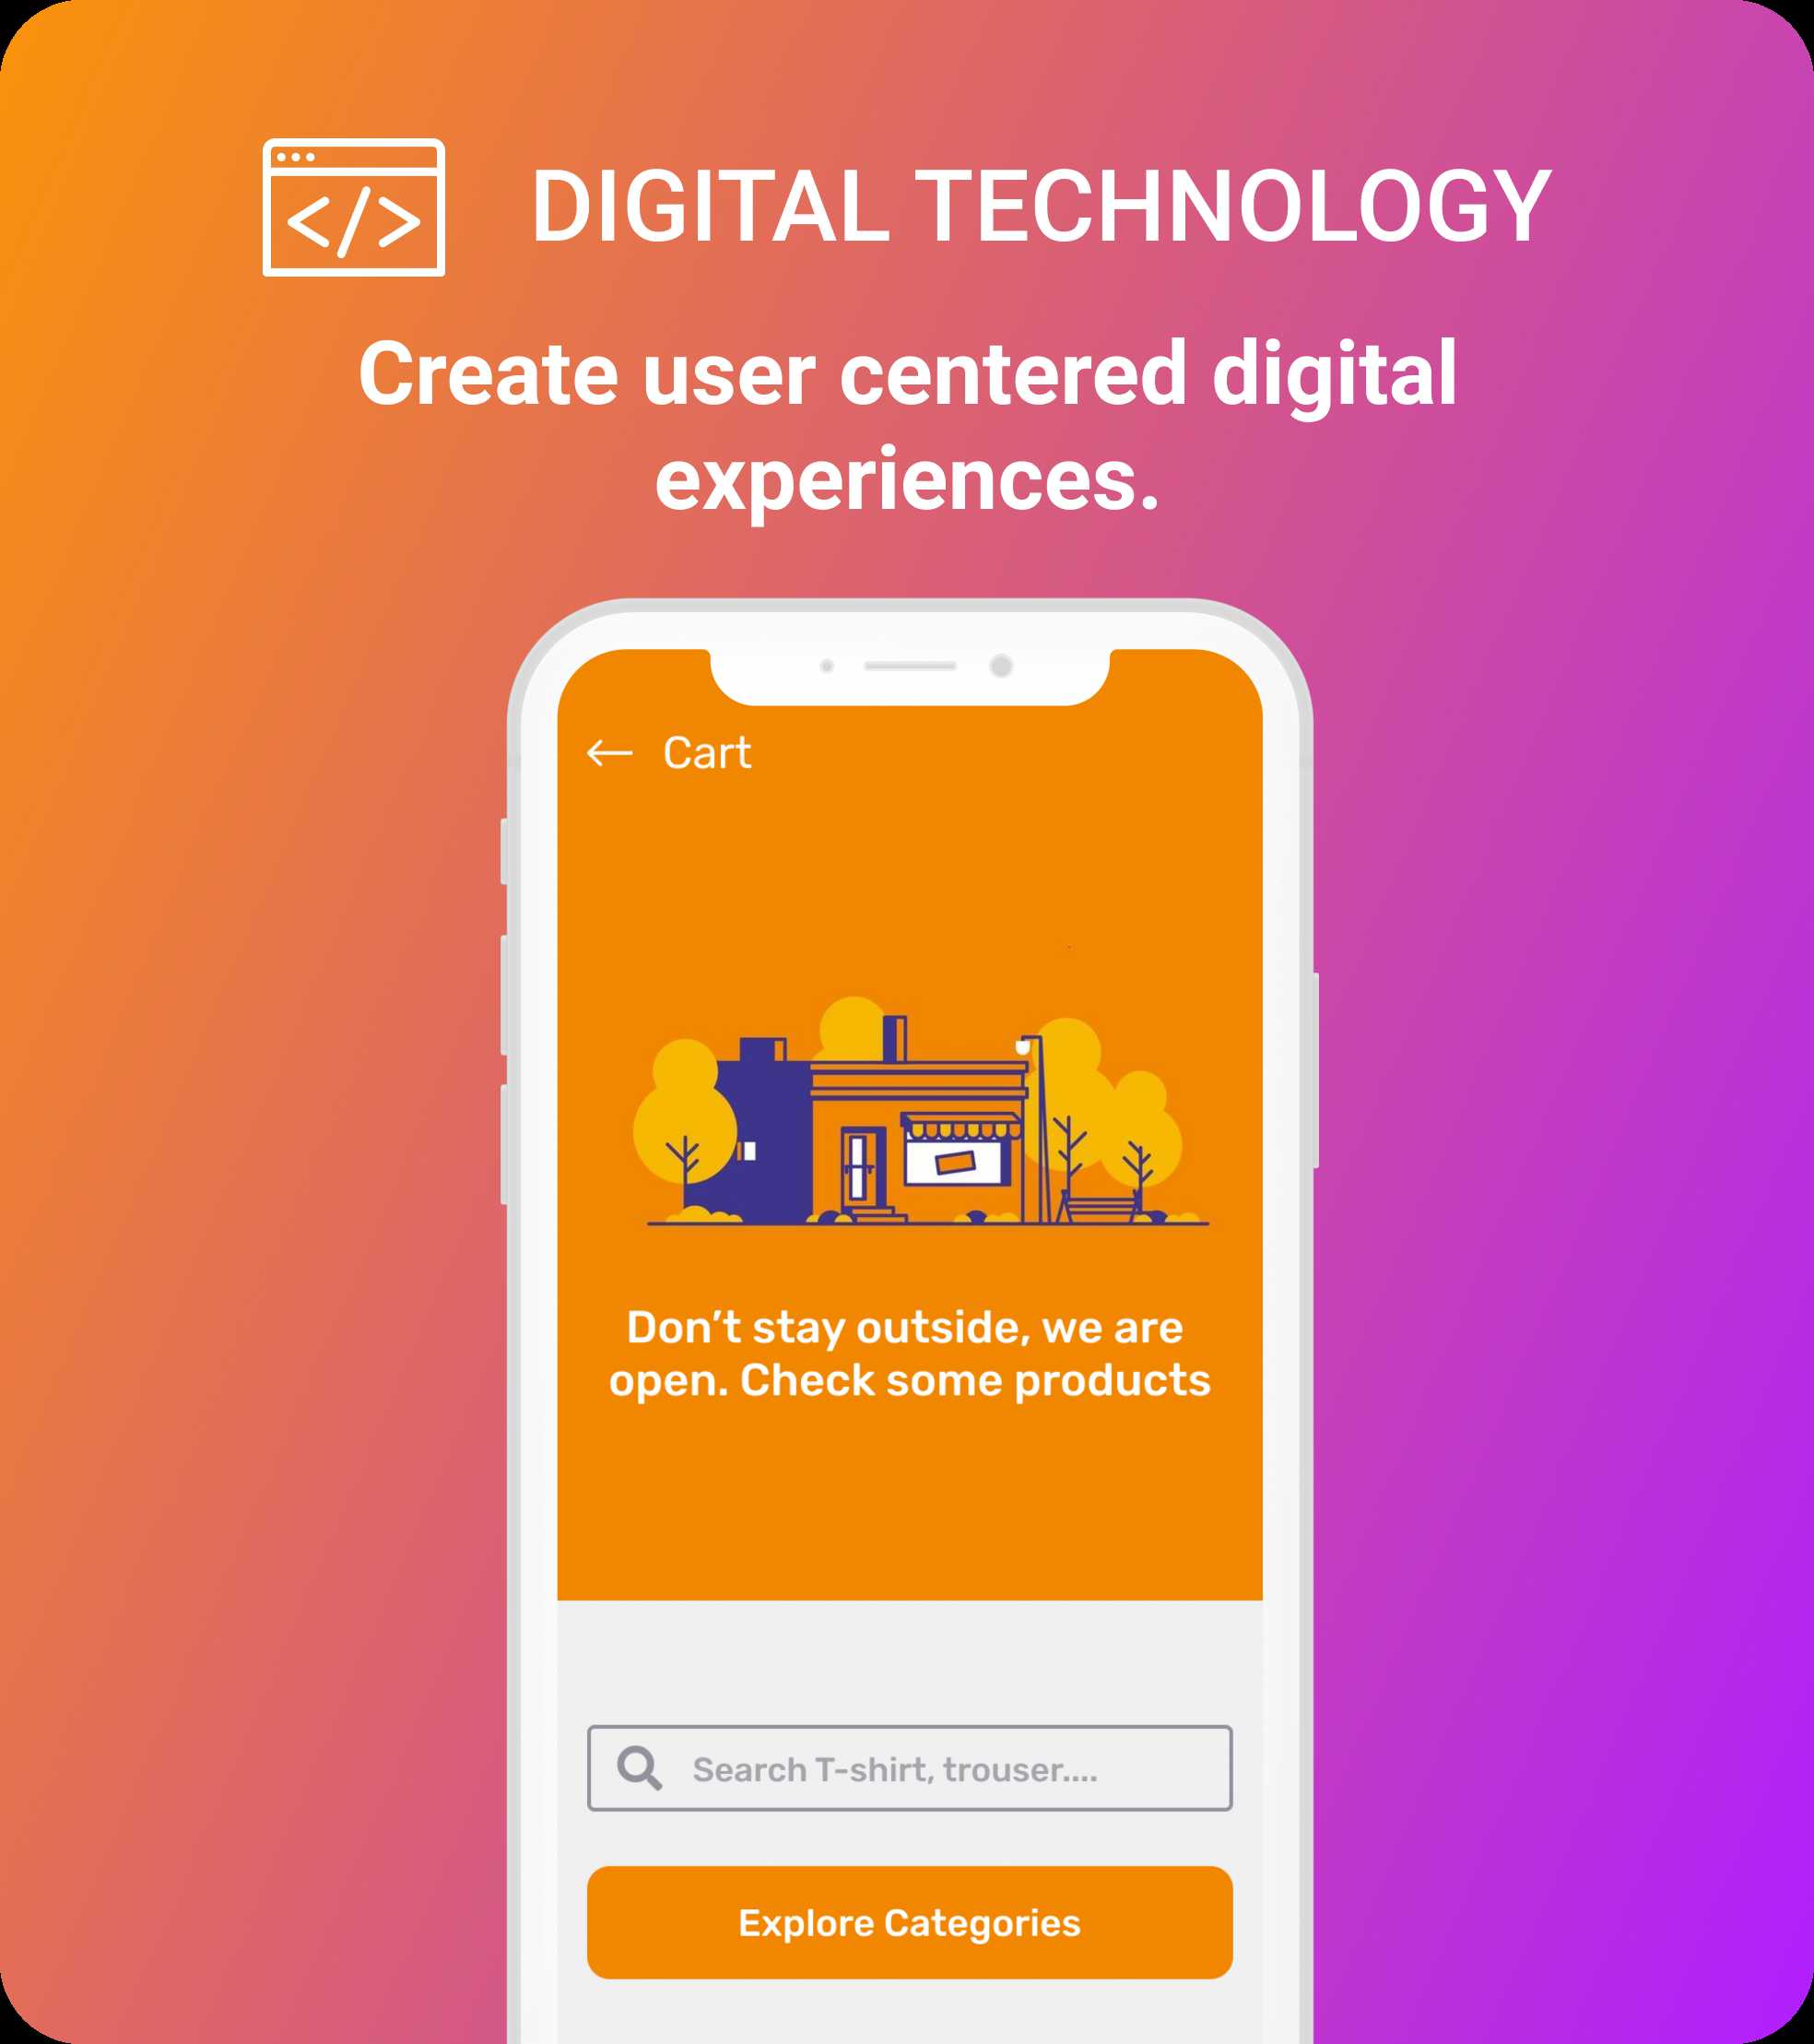 </> DIGITAL TECHNOLOGY
Create user centered digital
experiences.
← Cart
Don’t stay outside, we are
open. Check some products
Search T-shirt, trouser....
Explore Categories